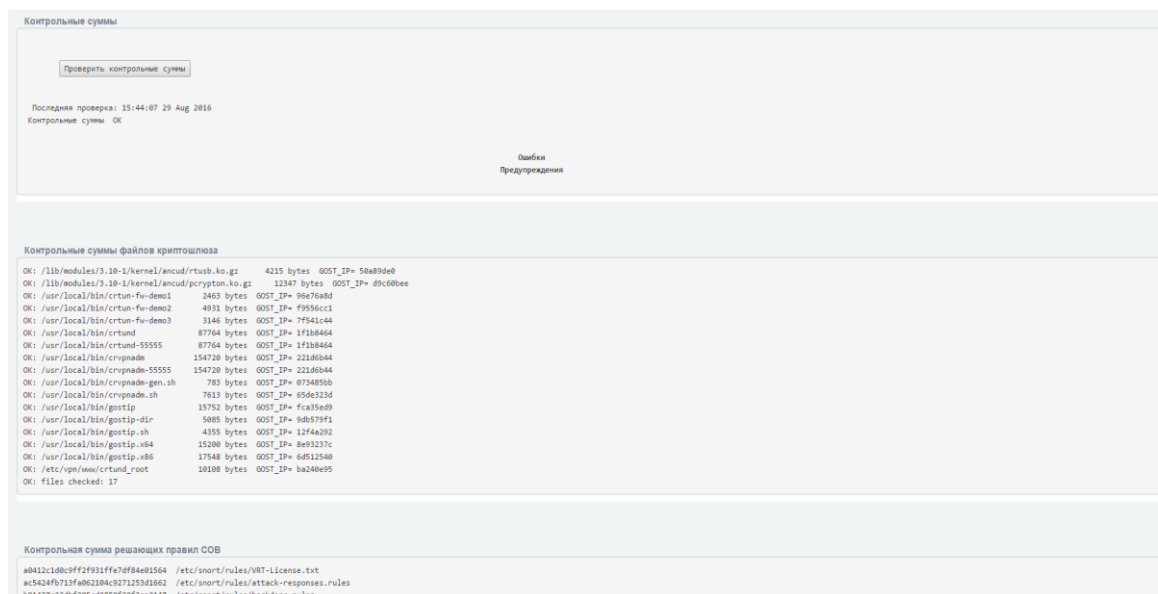 Контрольные суммы
Проверить контрольные суммы
Последняя проверка: 15:44:07 29 Aug 2016
Контрольные суммы OK
Ошибки
Предупреждения
Контрольные суммы файлов криптошлюза
OK: /lib/modules/3.10-1/kernel/ancud/rtusb.ko.gz 4215 bytes GOST_IP= 50a89de0
OK: /lib/modules/3.10-1/kernel/ancud/pcrypton.ko.gz 12347 bytes GOST_IP= d9c60bee
OK: /usr/local/bin/crtun-fw-demo1 2463 bytes GOST_IP= 96e76a8d
OK: /usr/local/bin/crtun-fw-demo2 4931 bytes GOST_IP= f9556cc1
OK: /usr/local/bin/crtun-fw-demo3 3146 bytes GOST_IP= 7f541c44
OK: /usr/local/bin/crtund 87764 bytes GOST_IP= 1f1b8464
OK: /usr/local/bin/crtund-55555 87764 bytes GOST_IP= 1f1b8464
OK: /usr/local/bin/crvpnadm 154720 bytes GOST_IP= 221d6b44
OK: /usr/local/bin/crvpnadm-55555 154720 bytes GOST_IP= 221d6b44
OK: /usr/local/bin/crvpnadm-gen.sh 783 bytes GOST_IP= 073485bb
OK: /usr/local/bin/crvpnadm.sh 7613 bytes GOST_IP= 65de323d
OK: /usr/local/bin/gostip 15752 bytes GOST_IP= fca35ed9
OK: /usr/local/bin/gostip-dir 5085 bytes GOST_IP= 9db579f1
OK: /usr/local/bin/gostip.sh 4355 bytes GOST_IP= 12f4a292
OK: /usr/local/bin/gostip.x64 15200 bytes GOST_IP= 8e93237c
OK: /usr/local/bin/gostip.x86 17548 bytes GOST_IP= 6d512540
OK: /etc/vpn/www/crtund_root 10108 bytes GOST_IP= ba240e95
OK: files checked: 17
Контрольная сумма решающих правил СОВ
a0412c1d0c9ff2f931ffe7df84e01564 /etc/snort/rules/VRT-License.txt
ac5424fb713fa062104c9271253d1662 /etc/snort/rules/attack-responses.rules